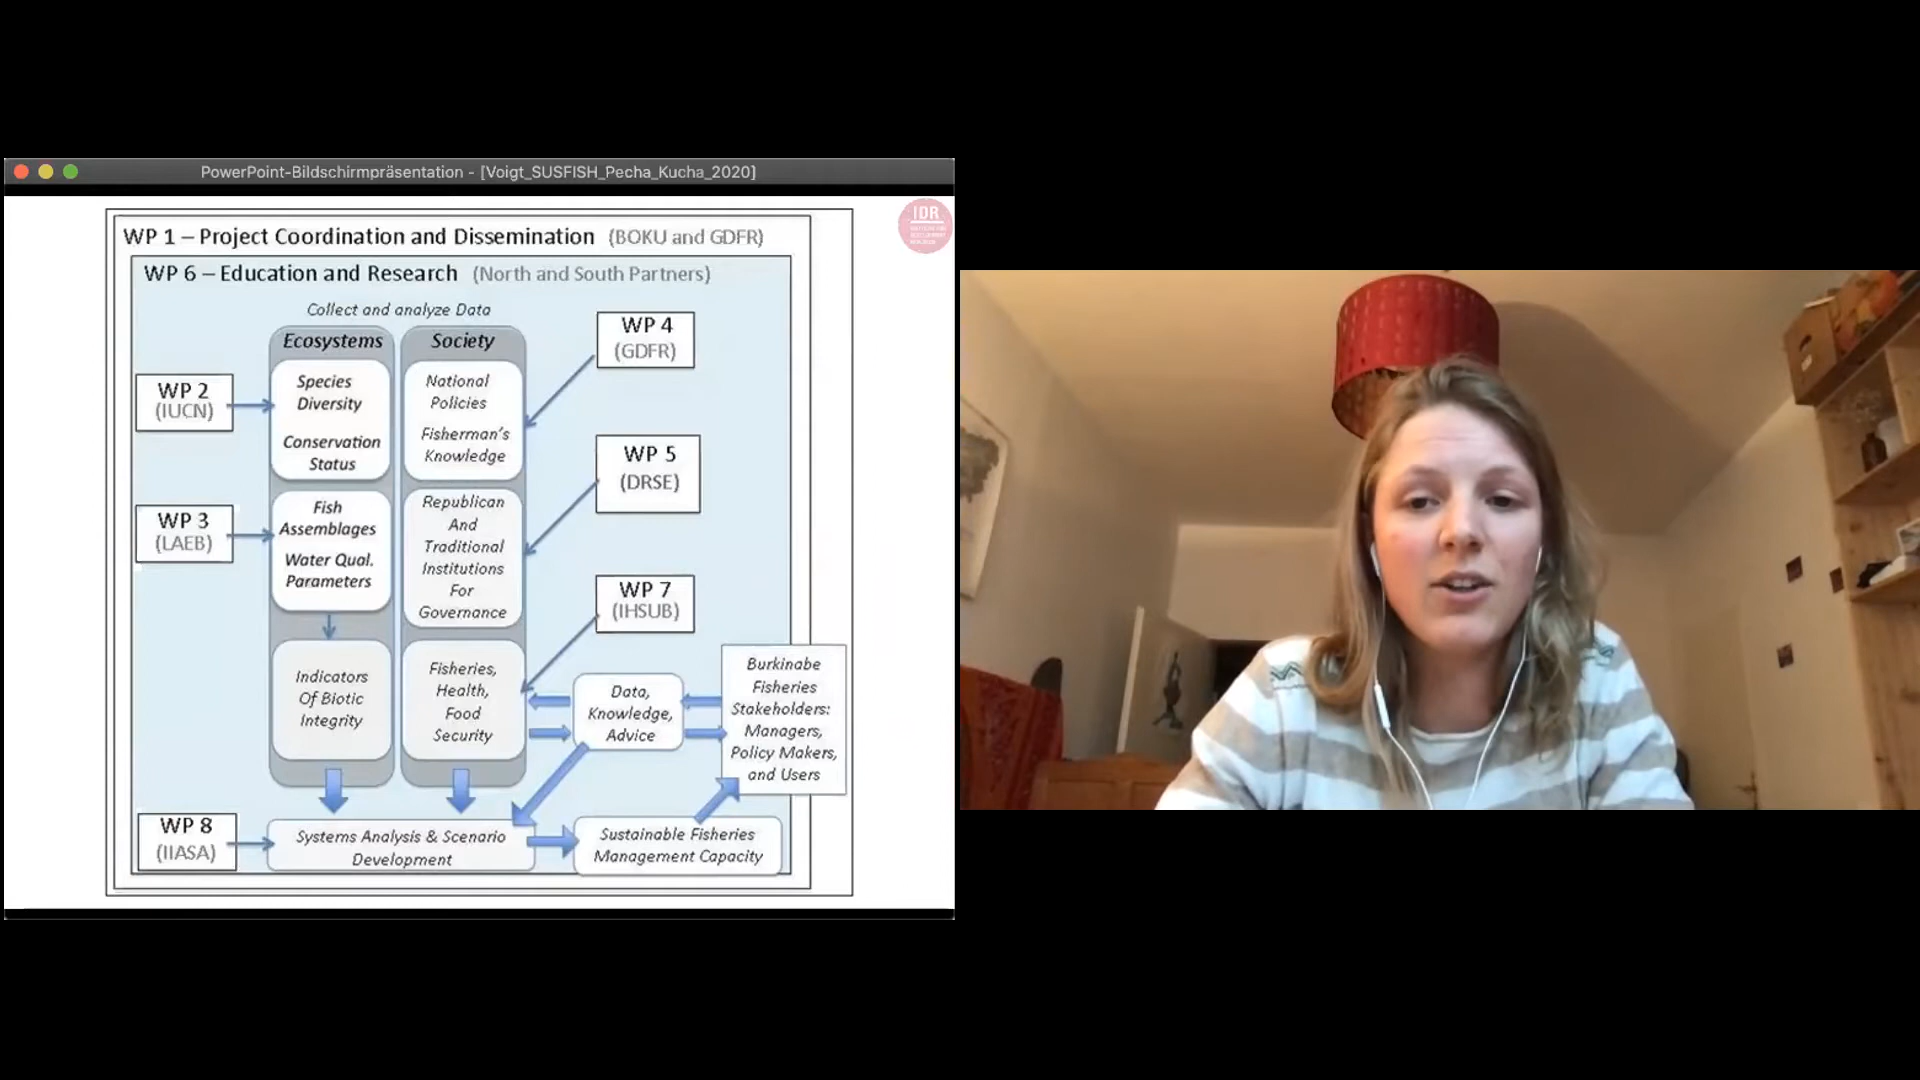 PowerPoint-Bildschirmpräsentation - [Voigt_SUSFISH_Pecha_Kucha_2020]
IDR
WP 1 – Project Coordination and Dissemination (BOKU and GDFR)
WP 6 – Education and Research (North and South Partners)
Collect and analyze Data
Ecosystems
Society
WP 2
(IUCN)
Species
Diversity
Conservation
Status
National
Policies
Fisherman's
Knowledge
WP 4
(GDFR)
WP 3
(LAEB)
Fish
Assemblages
Water Qual.
Parameters
Republican
And
Traditional
Institutions
For
Governance
WP 5
(DRSE)
WP 7
(IHSUB)
Indicators
Of Biotic
Integrity
Fisheries,
Health,
Food
Security
Data,
Knowledge,
Advice
Burkinabe
Fisheries
Stakeholders:
Managers,
Policy Makers,
and Users
WP 8
(IIASA)
Systems Analysis & Scenario
Development
Sustainable Fisheries
Management Capacity